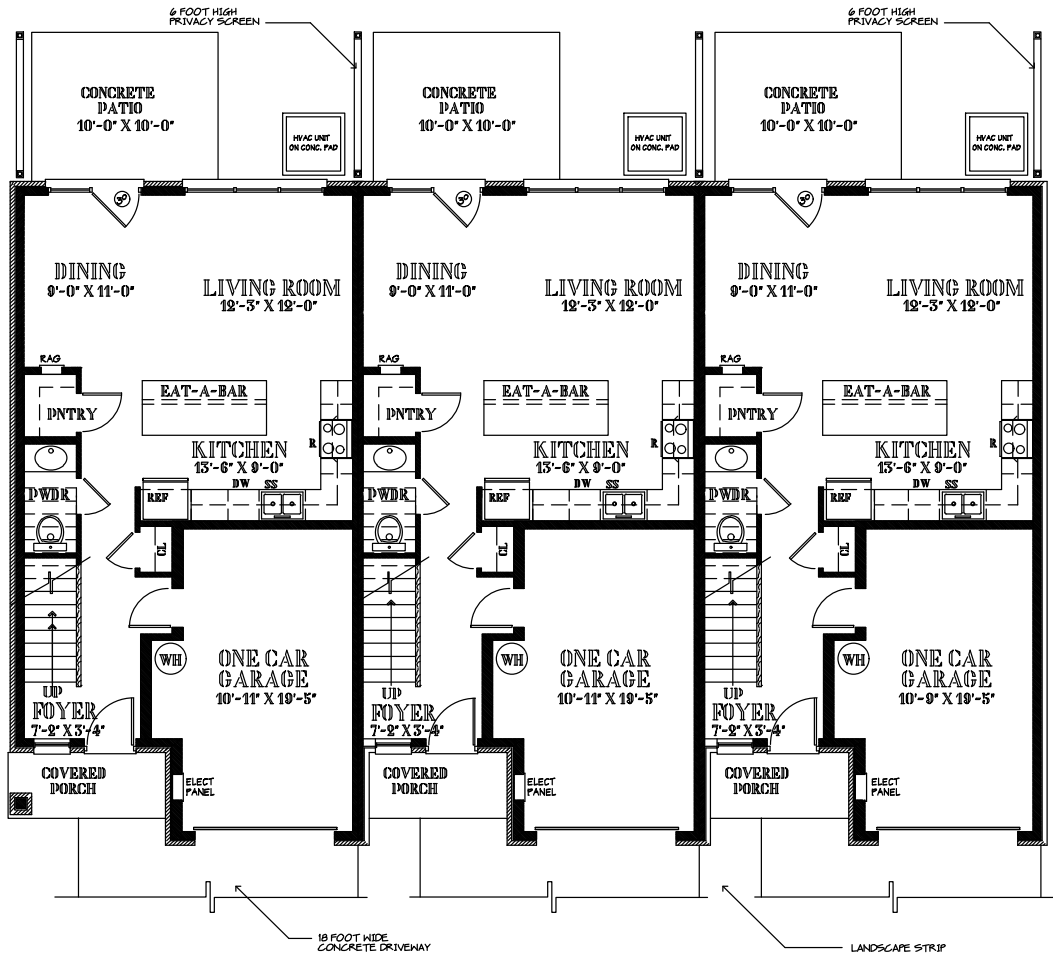 6 FOOT HIGH
PRIVACY SCREEN
6 FOOT HIGH
PRIVACY SCREEN
CONCRETE
PATIO
10'-0" X 10'-0"
HVAC UNIT
ON CONC. PAD
CONCRETE
PATIO
10'-0" X 10'-0"
HVAC UNIT
ON CONC. PAD
CONCRETE
PATIO
10'-0" X 10'-0"
HVAC UNIT
ON CONC. PAD
30
30
30
DINING
9'-0" X 11'-0"
LIVING ROOM
12'-3" X 12'-0"
DINING
9'-0" X 11'-0"
LIVING ROOM
12'-3" X 12'-0"
DINING
9'-0" X 11'-0"
LIVING ROOM
12'-3" X 12'-0"
RAG
RAG
RAG
PNTRY
EAT-A-BAR
PNTRY
EAT-A-BAR
PNTRY
EAT-A-BAR
KITCHEN
13'-6" X 9'-0"
R
KITCHEN
13'-6" X 9'-0"
R
KITCHEN
13'-6" X 9'-0"
R
PWDR
REF
DW
SS
PWDR
REF
DW
SS
PWDR
REF
DW
SS
CL
CL
CL
WH
ONE CAR
GARAGE
10'-11" X 19'-5"
WH
ONE CAR
GARAGE
10'-11" X 19'-5"
WH
ONE CAR
GARAGE
10'-9" X 19'-5"
UP
FOYER
7'-2" X 3'-4"
UP
FOYER
7'-2" X 3'-4"
UP
FOYER
7'-2" X 3'-4"
COVERED
PORCH
ELECT
PANEL
COVERED
PORCH
ELECT
PANEL
COVERED
PORCH
ELECT
PANEL
18 FOOT WIDE
CONCRETE DRIVEWAY
LANDSCAPE STRIP